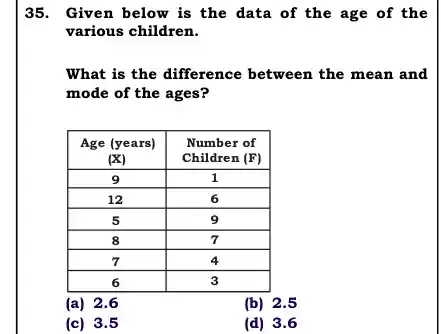 35. Given below is the data of the age of the
various children.
What is the difference between the mean and
mode of the ages?
Age (years) Number of
(X) Children (F)
9 1
12 6
5 9
8 7
7 4
6 3
(a) 2.6 (b) 2.5
(c) 3.5 (d) 3.6